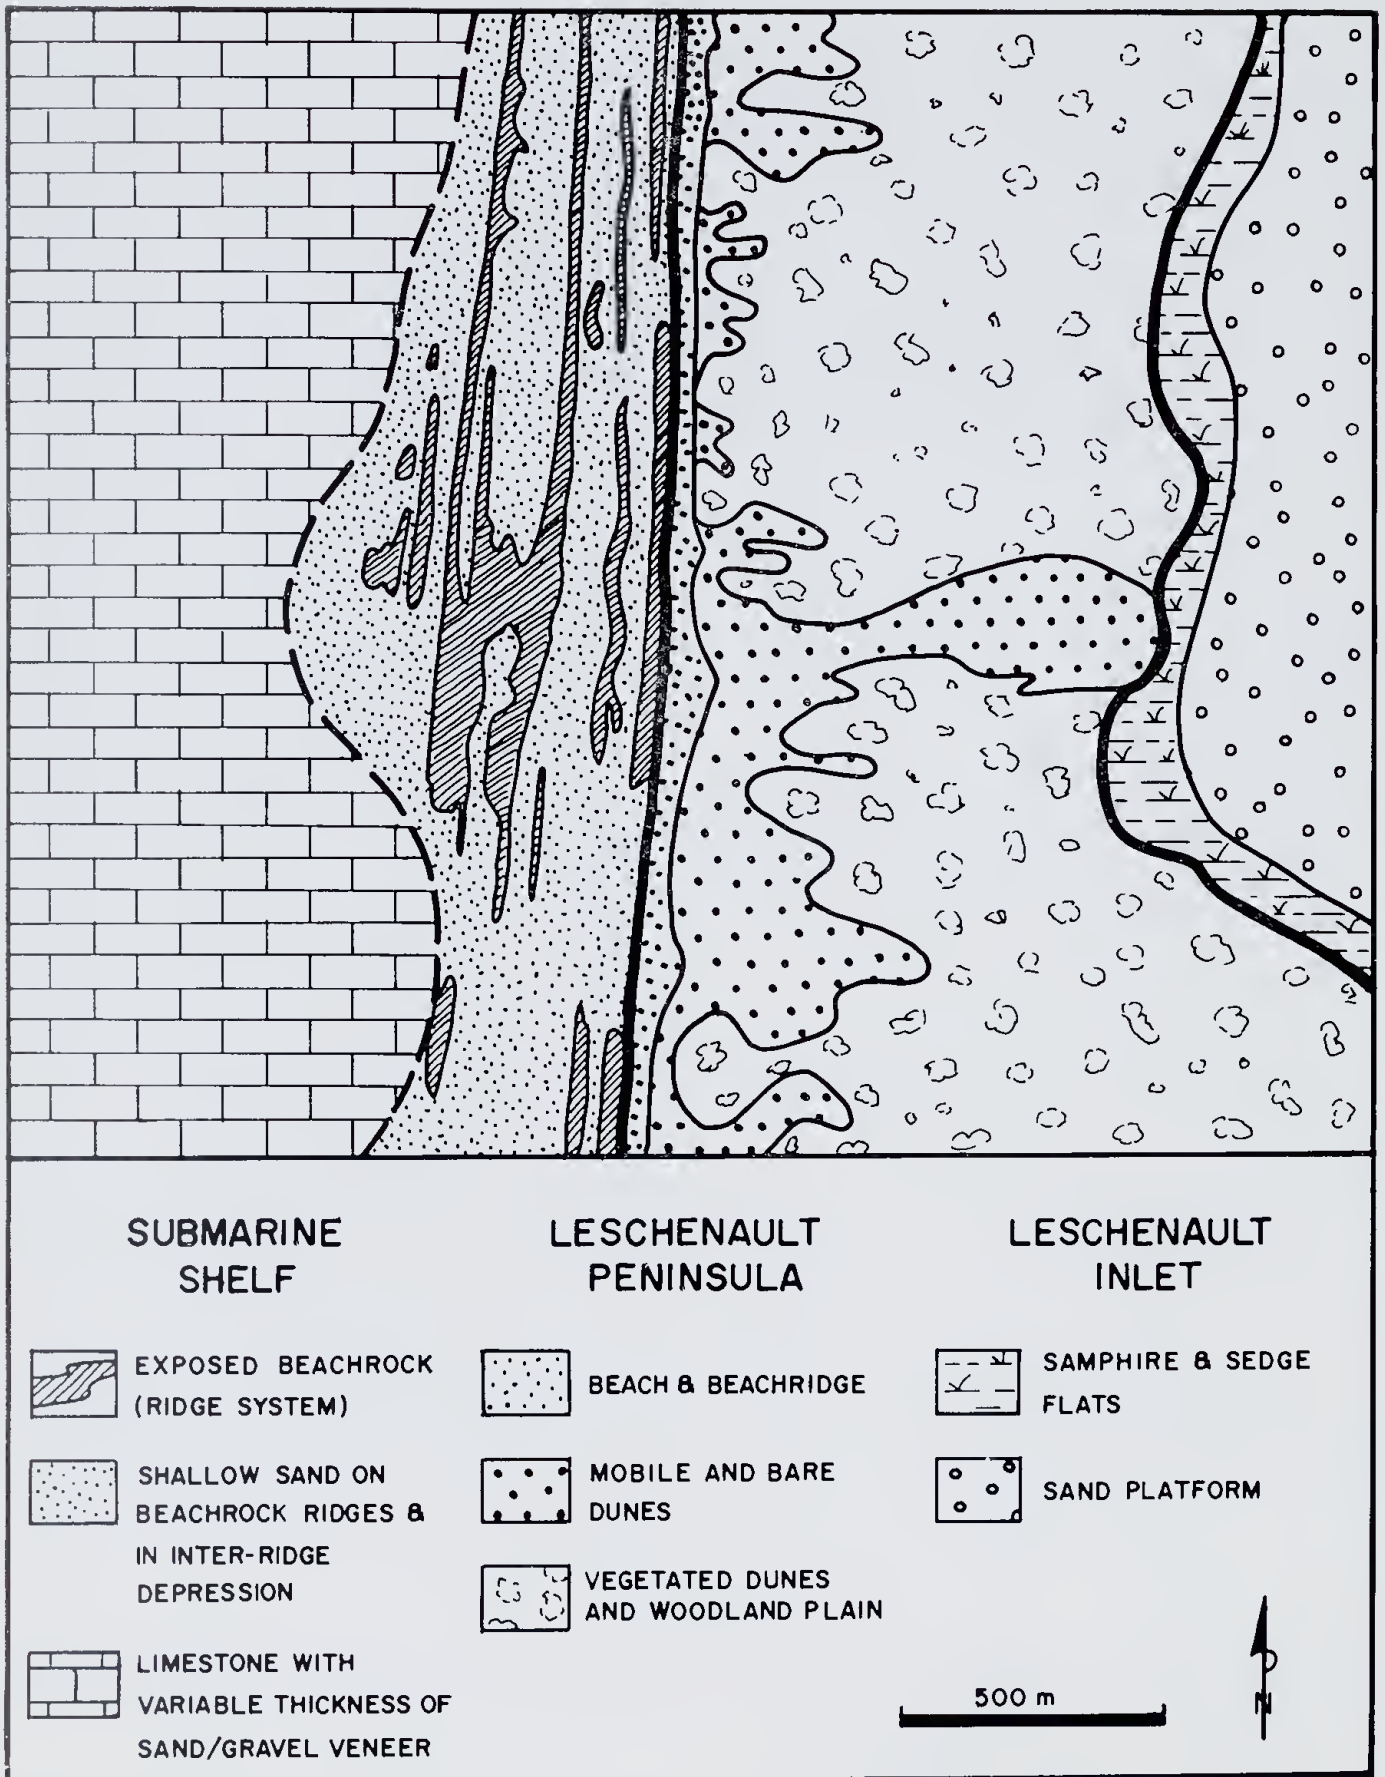 SUBMARINE
SHELF
EXPOSED BEACHROCK
(RIDGE SYSTEM)
SHALLOW SAND ON
BEACHROCK RIDGES &
IN INTER-RIDGE
DEPRESSION
LIMESTONE WITH
VARIABLE THICKNESS OF
SAND/GRAVEL VENEER
LESCHENAULT
PENINSULA
BEACH & BEACHRIDGE
MOBILE AND BARE
DUNES
VEGETATED DUNES
AND WOODLAND PLAIN
LESCHENAULT
INLET
SAMPHIRE & SEDGE
FLATS
SAND PLATFORM
500 m
N